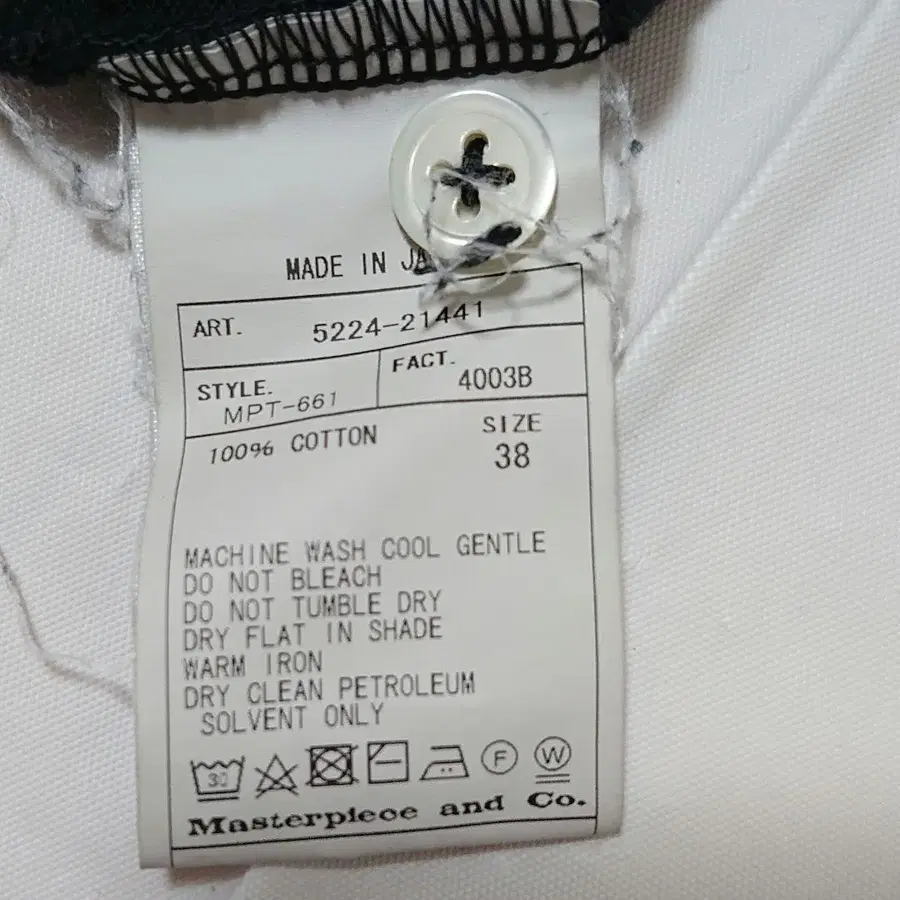 MADE IN JA
ART. 5224-21441
STYLE. MPT-661
FACT. 4003B
100% COTTON
SIZE
38
MACHINE WASH COOL GENTLE
DO NOT BLEACH
DO NOT TUMBLE DRY
DRY FLAT IN SHADE
WARM IRON
DRY CLEAN PETROLEUM
SOLVENT ONLY
30 F W
Masterpiece and Co.